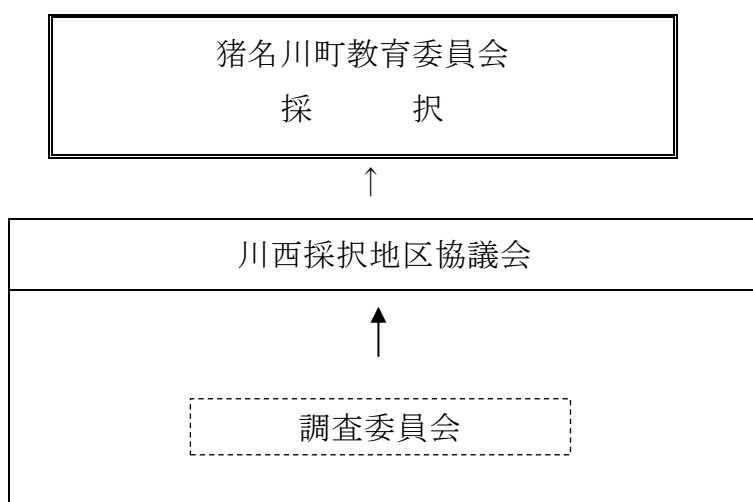 猪名川町教育委員会
採　　　択
↑
川西採択地区協議会
調査委員会